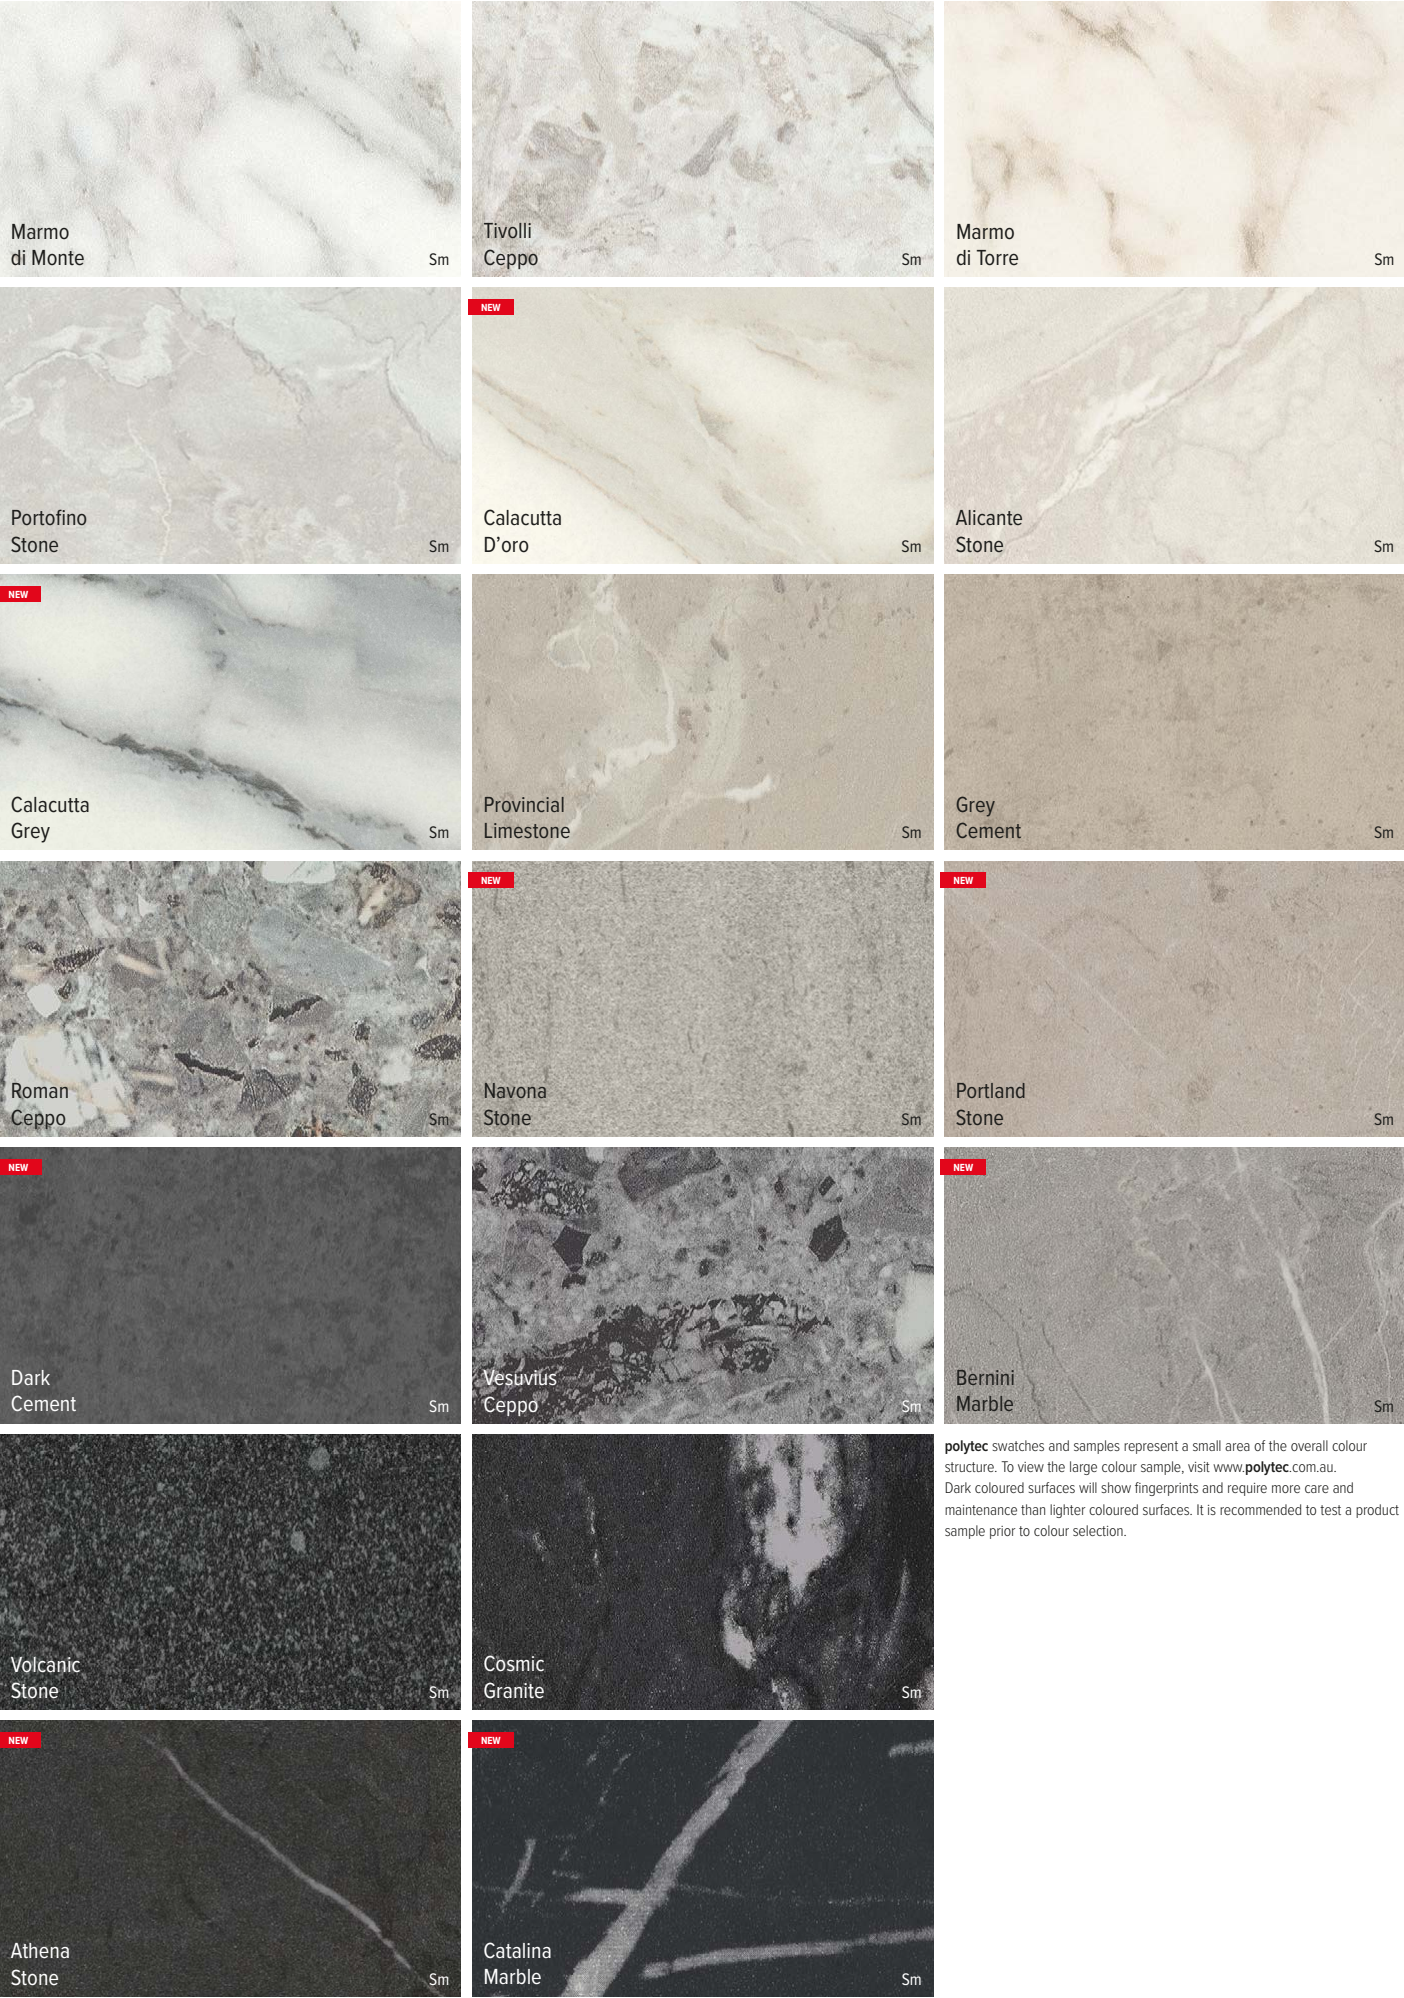 Marmo
di Monte
Sm
Tivolli
Ceppo
Sm
Marmo
di Torre
Sm
Portofino
Stone
Sm
NEW
Calacutta
D’oro
Sm
Alicante
Stone
Sm
NEW
Calacutta
Grey
Sm
Provincial
Limestone
Sm
Grey
Cement
Sm
Roman
Ceppo
Sm
NEW
Navona
Stone
Sm
NEW
Portland
Stone
Sm
NEW
Dark
Cement
Sm
Vesuvius
Ceppo
Sm
NEW
Bernini
Marble
Sm
Volcanic
Stone
Sm
Cosmic
Granite
Sm
polytec swatches and samples represent a small area of the overall colour
structure. To view the large colour sample, visit www.polytec.com.au.
Dark coloured surfaces will show fingerprints and require more care and
maintenance than lighter coloured surfaces. It is recommended to test a product
sample prior to colour selection.
NEW
Athena
Stone
Sm
NEW
Catalina
Marble
Sm